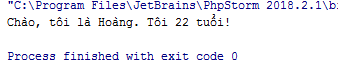 "C:\Program Files\JetBrains\PhpStorm 2018.2.1\b
Chào, tôi là Hoàng. Tôi 22 tuổi!
Process finished with exit code 0